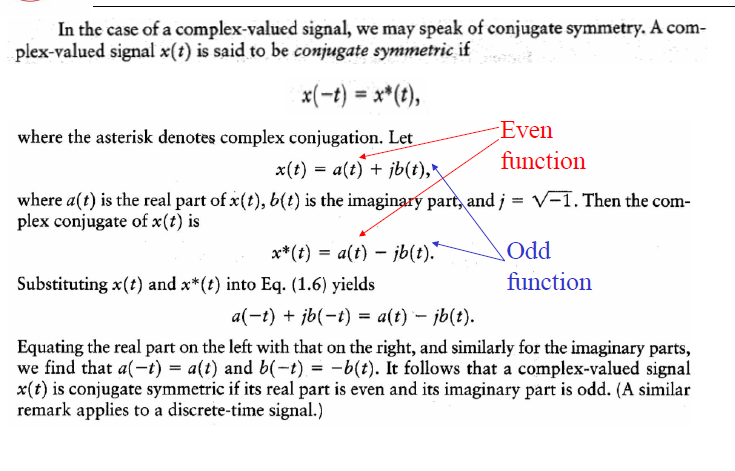 In the case of a complex-valued signal, we may speak of conjugate symmetry. A com-
plex-valued signal x(t) is said to be conjugate symmetric if
x(−t) = x*(t),
where the asterisk denotes complex conjugation. Let
Even
function
x(t) = a(t) + jb(t),
where a(t) is the real part of x(t), b(t) is the imaginary part, and j = √−1. Then the com-
plex conjugate of x(t) is
x*(t) = a(t) − jb(t).
Odd
function
Substituting x(t) and x*(t) into Eq. (1.6) yields
a(−t) + jb(−t) = a(t) − jb(t).
Equating the real part on the left with that on the right, and similarly for the imaginary parts,
we find that a(−t) = a(t) and b(−t) = −b(t). It follows that a complex-valued signal
x(t) is conjugate symmetric if its real part is even and its imaginary part is odd. (A similar
remark applies to a discrete-time signal.)